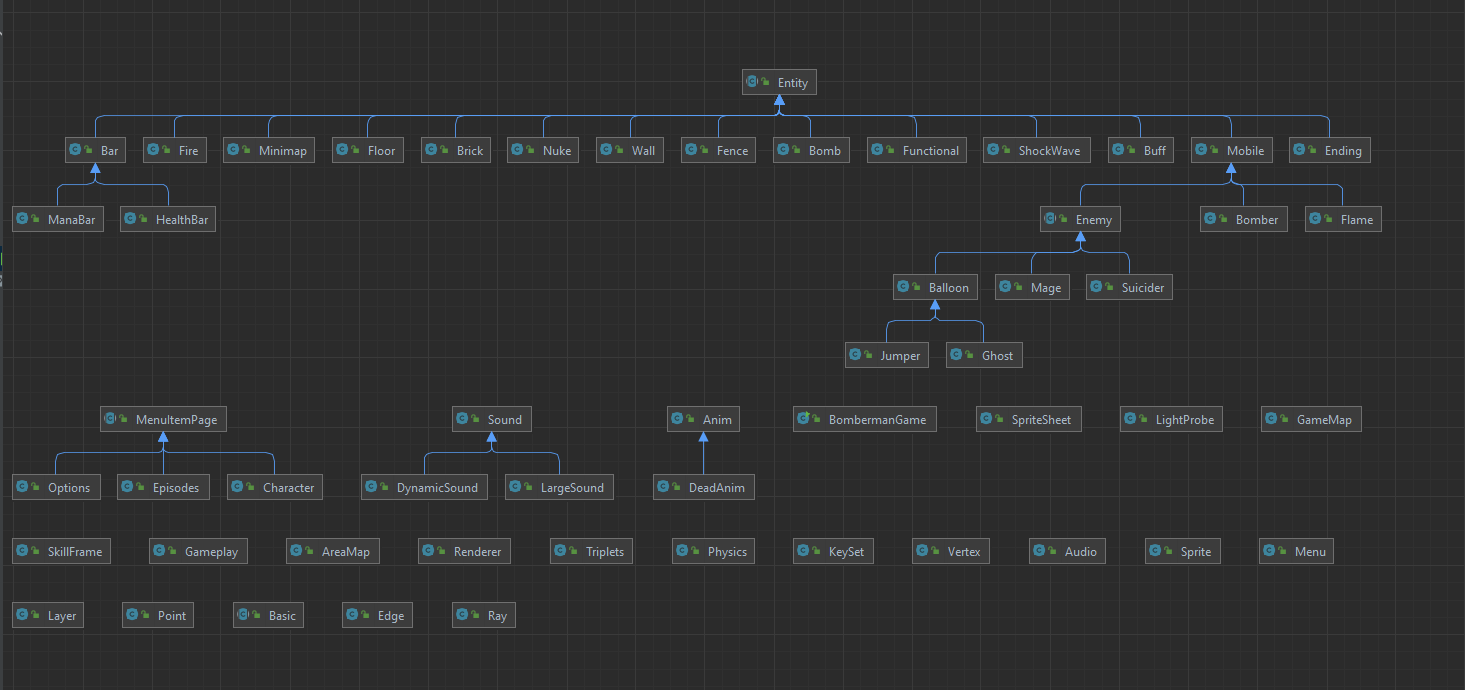 Entity
Bar Fire Minimap Floor Brick Nuke Wall Fence Bomb Functional ShockWave Buff Mobile Ending
ManaBar HealthBar Enemy Bomber Flame
Balloon Mage Suicider
Jumper Ghost
MenuItemPage Sound Anim BombermanGame SpriteSheet LightProbe GameMap
Options Episodes Character DynamicSound LargeSound DeadAnim
SkillFrame Gameplay AreaMap Renderer Triplets Physics KeySet Vertex Audio Sprite Menu
Layer Point Basic Edge Ray